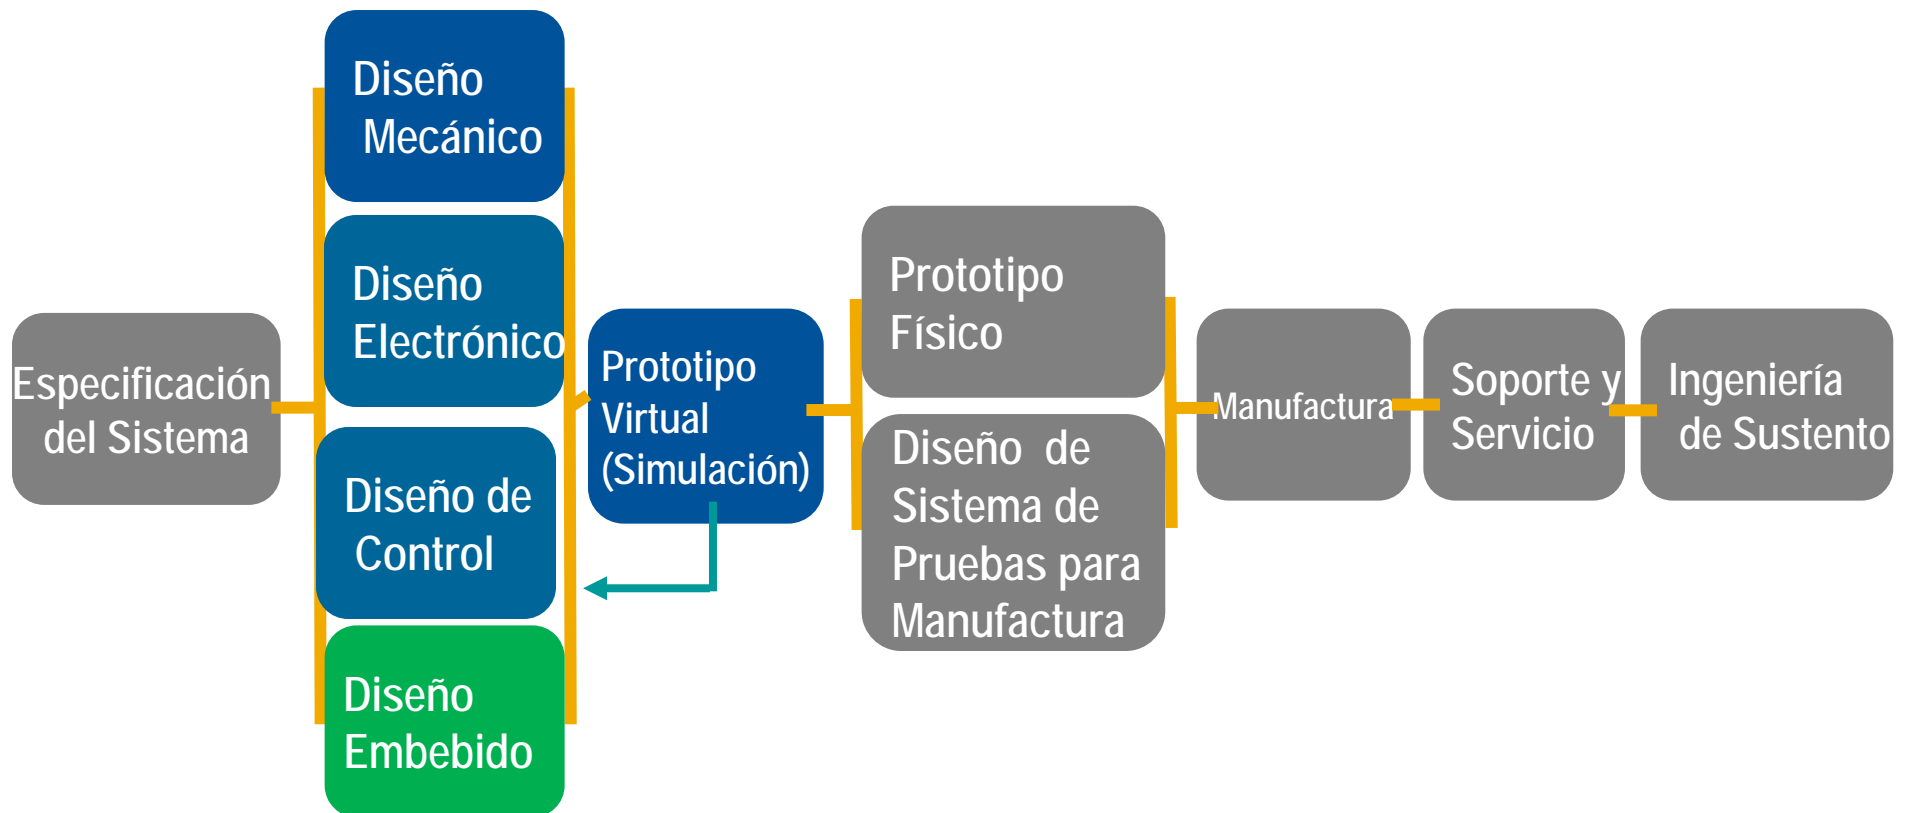 Especificación
del Sistema
Diseño
Mecánico
Diseño
Electrónico
Diseño de
Control
Diseño
Embebido
Prototipo
Virtual
(Simulación)
Prototipo
Físico
Diseño de
Sistema de
Pruebas para
Manufactura
Manufactura
Soporte y
Servicio
Ingeniería
de Sustento